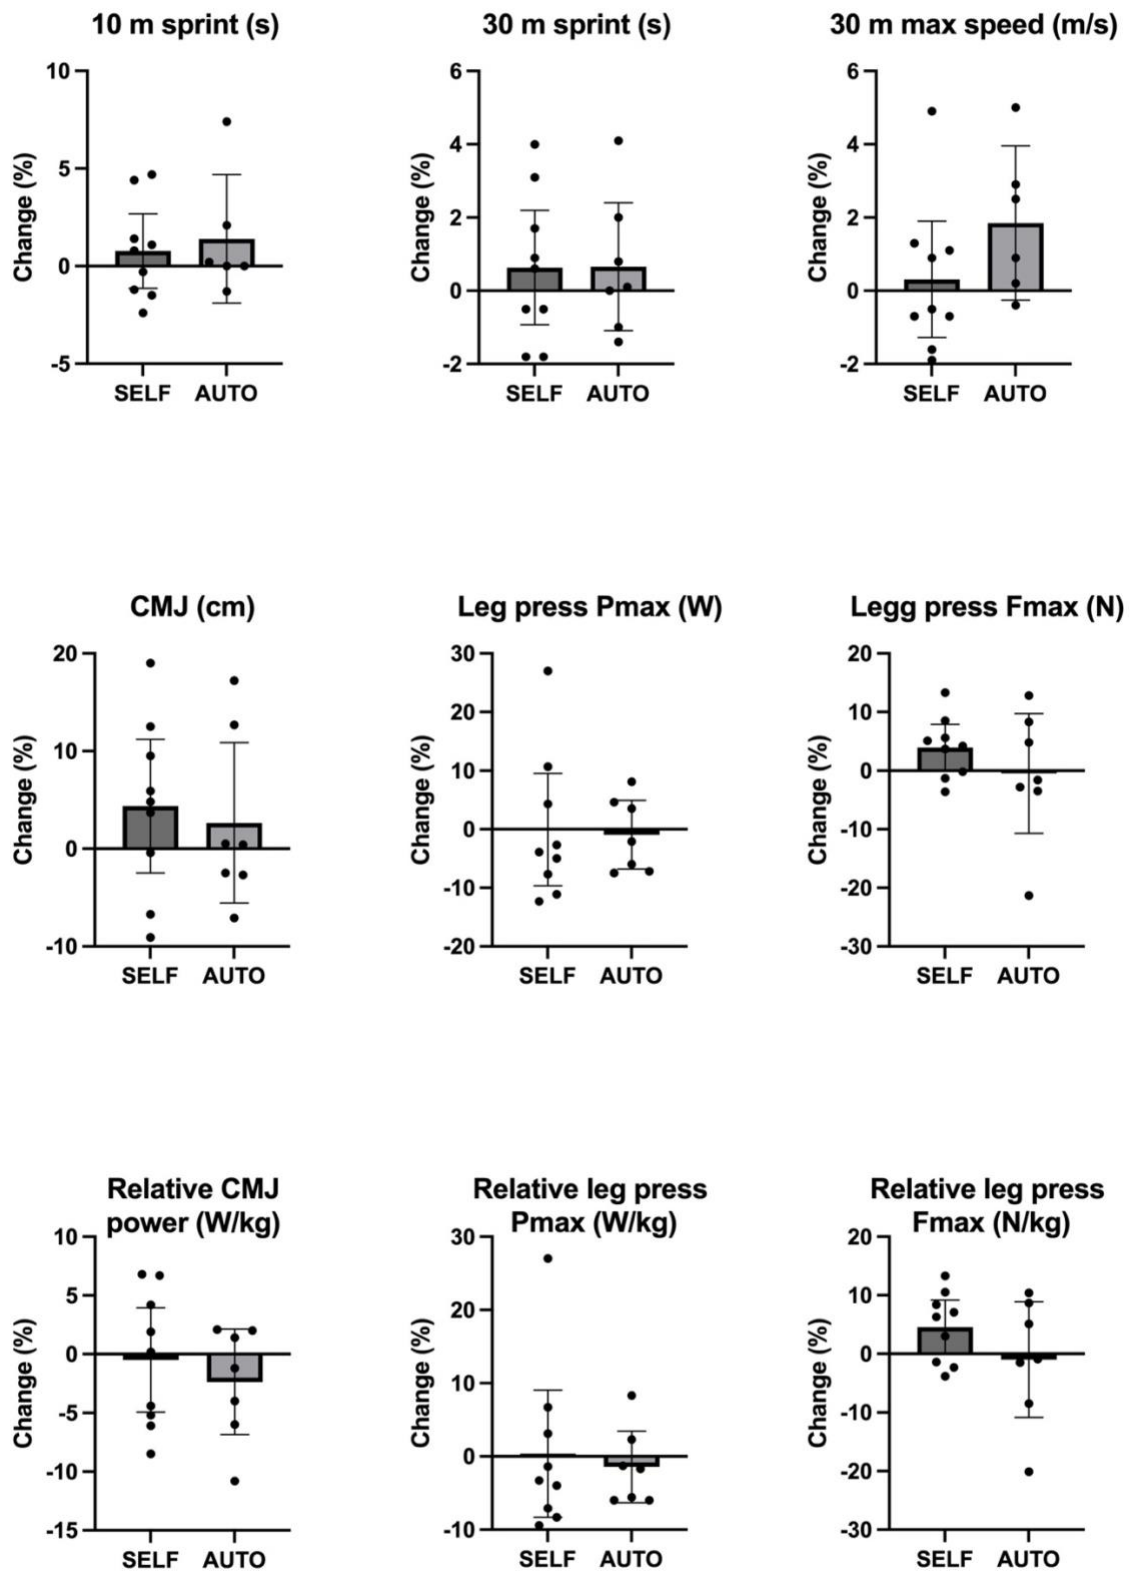 10 m sprint (s)
10
5
0
-5
Change (%)
SELF
AUTO
30 m sprint (s)
6
4
2
0
-2
Change (%)
SELF
AUTO
30 m max speed (m/s)
6
4
2
0
-2
Change (%)
SELF
AUTO
CMJ (cm)
20
10
0
-10
Change (%)
SELF
AUTO
Leg press Pmax (W)
30
20
10
0
-10
-20
Change (%)
SELF
AUTO
Legg press Fmax (N)
20
10
0
-10
-20
-30
Change (%)
SELF
AUTO
Relative CMJ
power (W/kg)
10
5
0
-5
-10
-15
Change (%)
SELF
AUTO
Relative leg press
Pmax (W/kg)
30
20
10
0
-10
Change (%)
SELF
AUTO
Relative leg press
Fmax (N/kg)
20
10
0
-10
-20
-30
Change (%)
SELF
AUTO